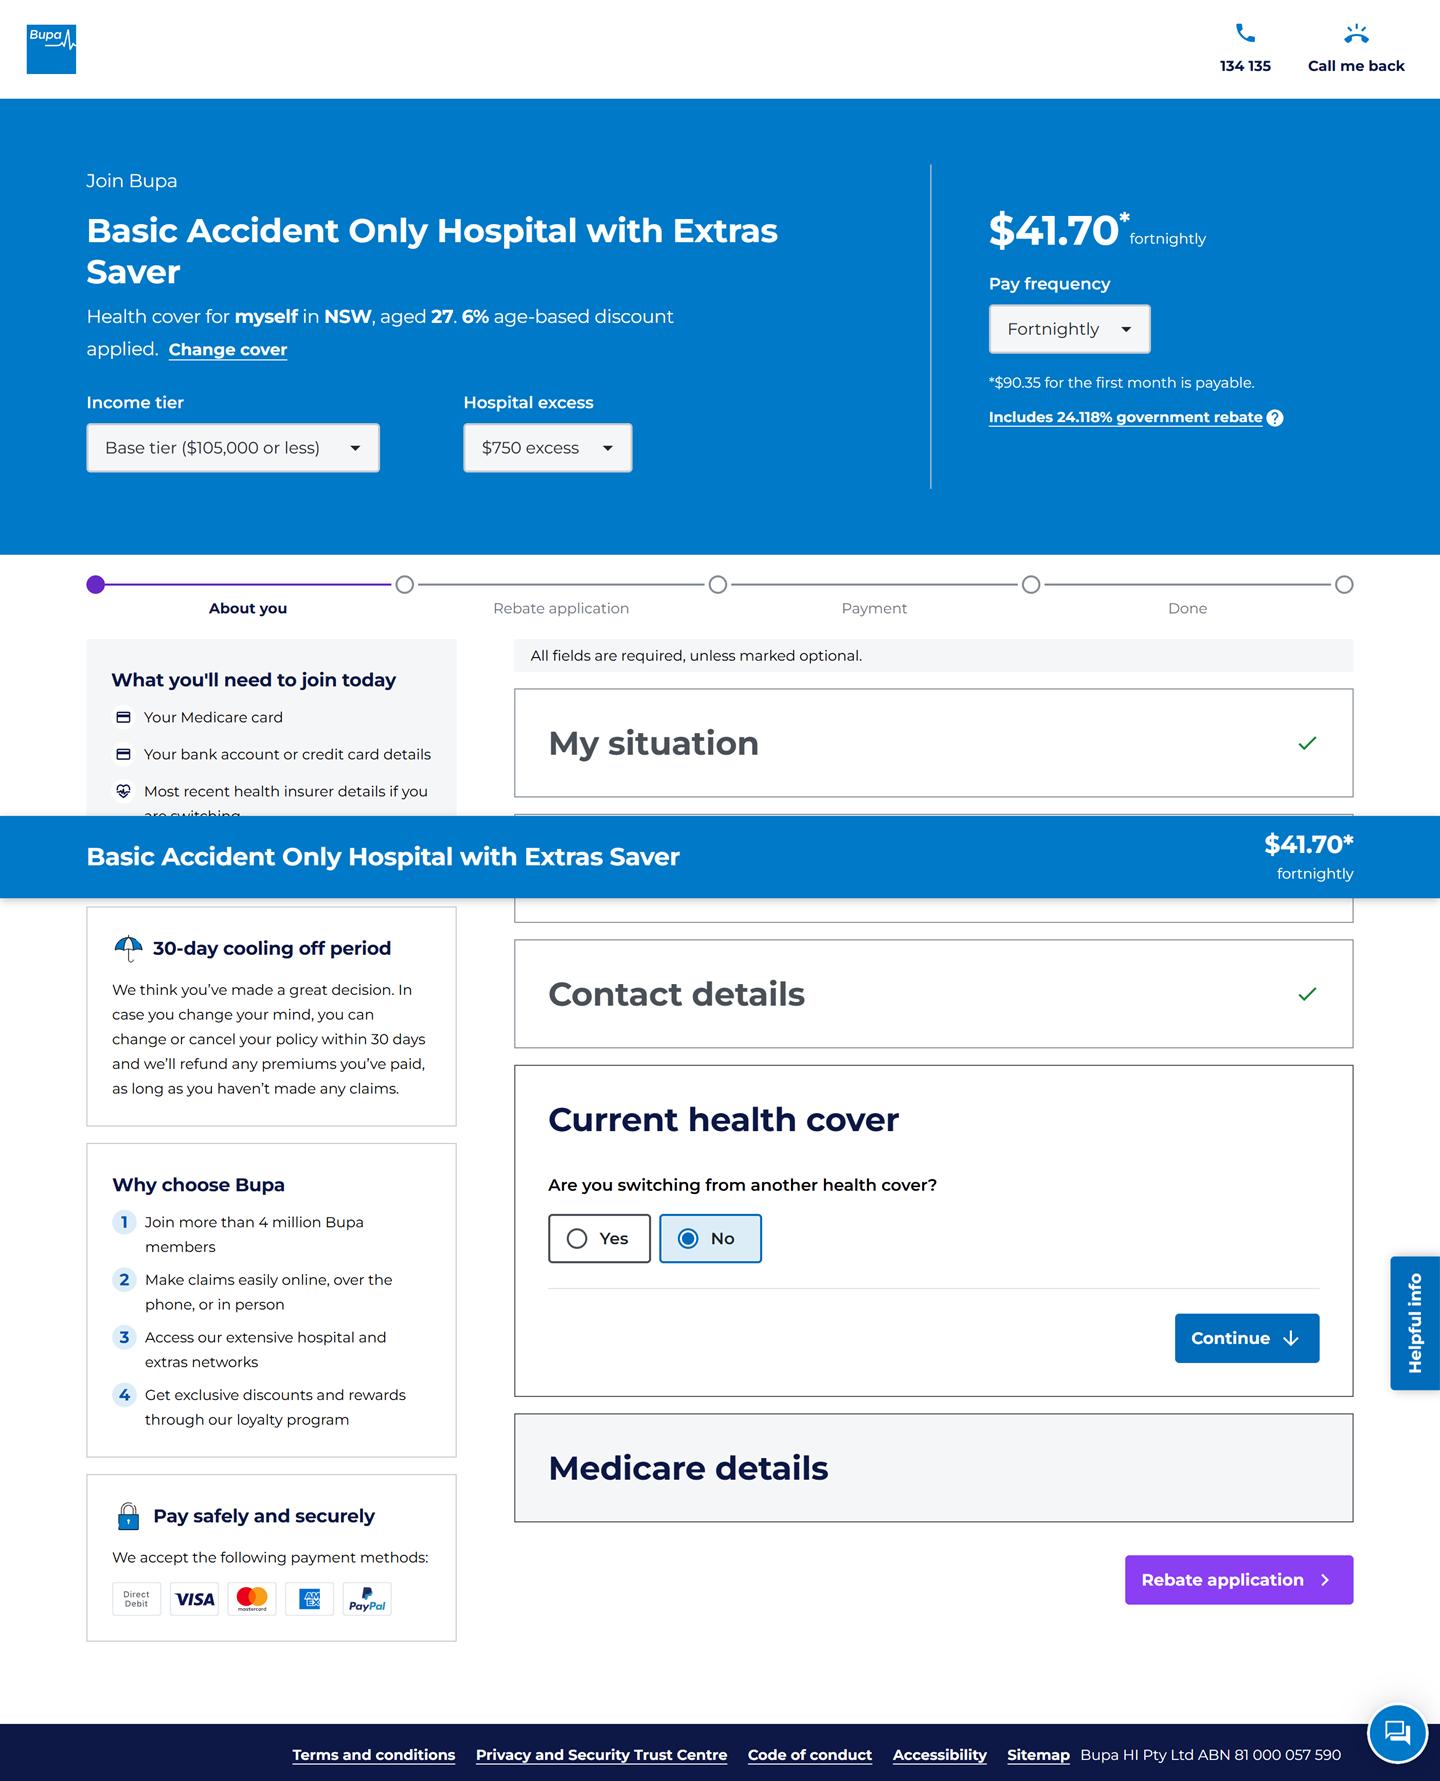 Bupa
134 135
Call me back
Join Bupa
Basic Accident Only Hospital with Extras
Saver
Health cover for myself in NSW, aged 27. 6% age-based discount
applied. Change cover
Income tier
Base tier ($105,000 or less)
Hospital excess
$750 excess
$41.70* fortnightly
Pay frequency
Fortnightly
*$90.35 for the first month is payable.
Includes 24.118% government rebate ?
About you
Rebate application
Payment
Done
What you'll need to join today
Your Medicare card
Your bank account or credit card details
Most recent health insurer details if you
are switching
All fields are required, unless marked optional.
My situation
Basic Accident Only Hospital with Extras Saver
$41.70*
fortnightly
30-day cooling off period
We think you’ve made a great decision. In
case you change your mind, you can
change or cancel your policy within 30 days
and we’ll refund any premiums you’ve paid,
as long as you haven’t made any claims.
Why choose Bupa
1 Join more than 4 million Bupa
members
2 Make claims easily online, over the
phone, or in person
3 Access our extensive hospital and
extras networks
4 Get exclusive discounts and rewards
through our loyalty program
Pay safely and securely
We accept the following payment methods:
Direct
Debit
VISA
mastercard
AM
EX
PayPal
Contact details
Current health cover
Are you switching from another health cover?
Yes
No
Continue
Medicare details
Rebate application
Helpful info
Terms and conditions
Privacy and Security Trust Centre
Code of conduct
Accessibility
Sitemap
Bupa HI Pty Ltd ABN 81 000 057 590